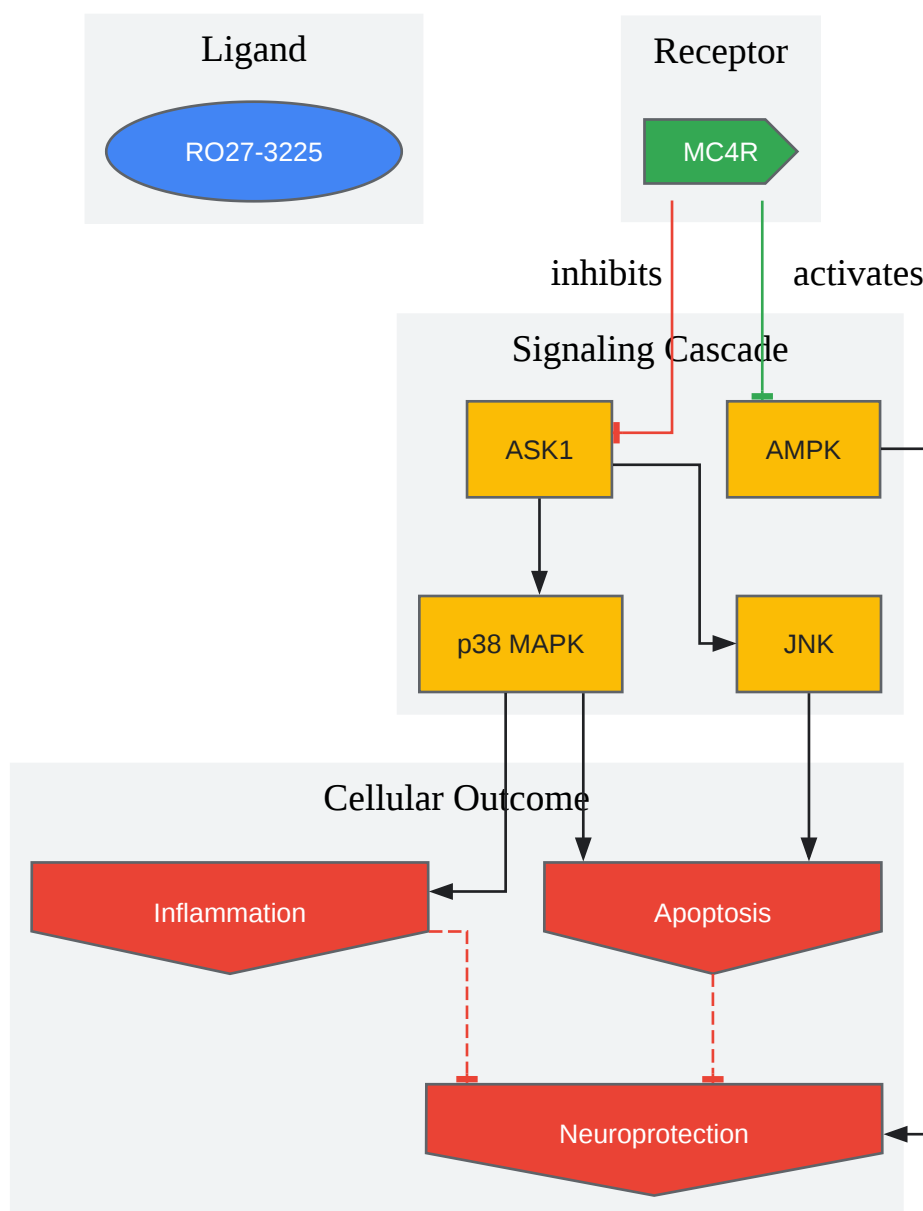 Ligand
Receptor
RO27-3225
MC4R
inhibits
activates
Signaling Cascade
ASK1
AMPK
p38 MAPK
JNK
Cellular Outcome
Inflammation
Apoptosis
Neuroprotection